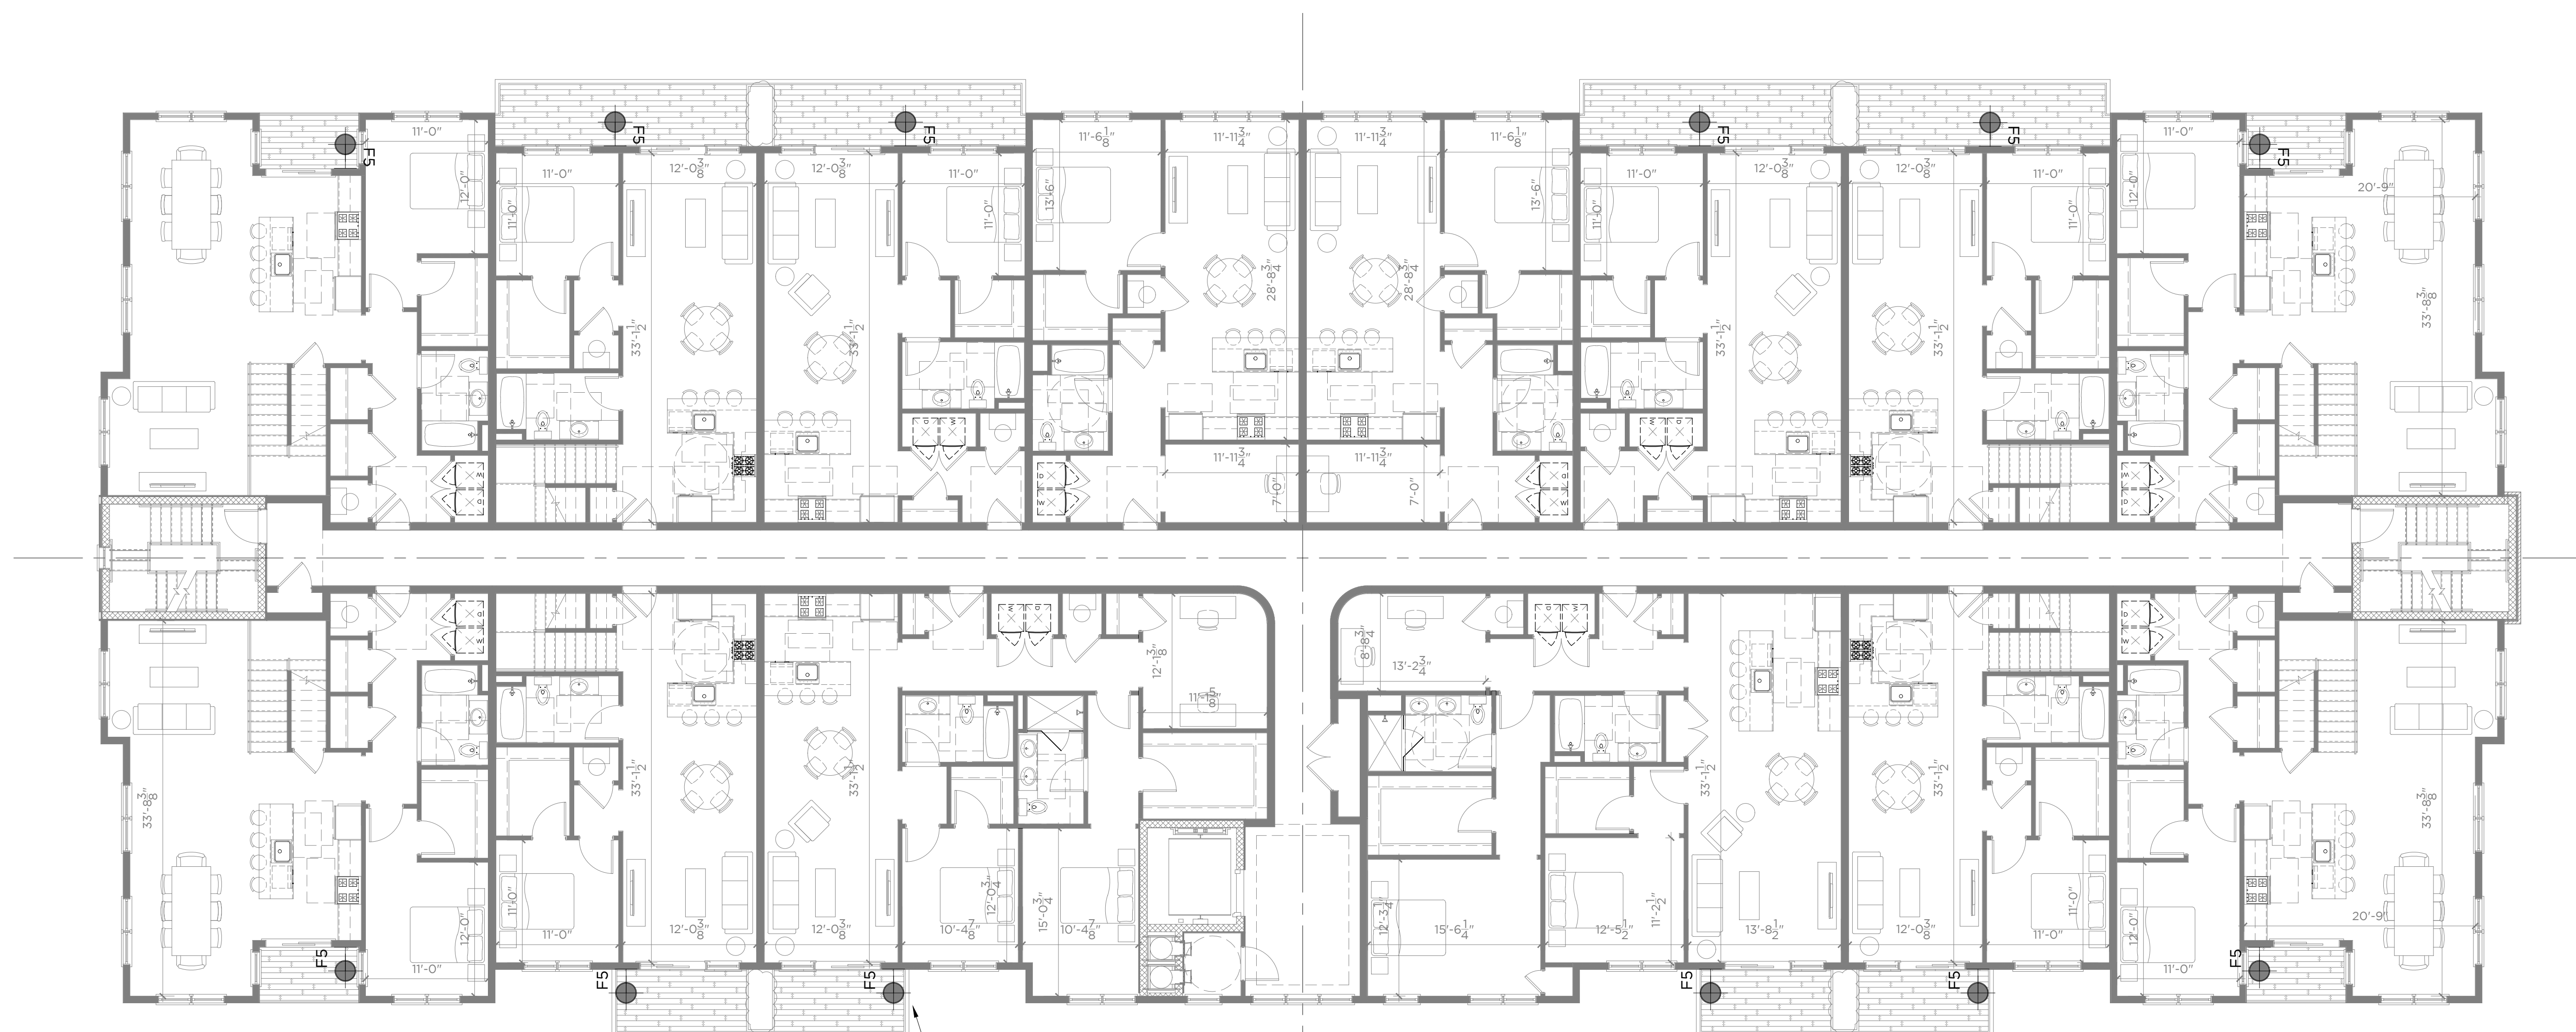 11'-0"
F5
12'-0"
11'-0"
11'-0"
12'-0 3/8"
33'-1 1/2"
F5
12'-0 3/8"
33'-1 1/2"
F5
11'-0"
11'-0"
D W
11'-6 1/8"
13'-6"
11'-11 3/4"
28'-8 3/4"
11'-11 3/4"
28'-8 3/4"
11'-6 1/8"
13'-6"
11'-11 3/4"
7'-0"
11'-11 3/4"
7'-0"
W
D
W
D
11'-0"
11'-0"
F5
12'-0 3/8"
33'-1 1/2"
W D
12'-0 3/8"
33'-1 1/2"
F5
11'-0"
11'-0"
11'-0"
12'-0"
F5
20'-9"
33'-8 3/8"
W
D
W
D
D
W
33'-8 3/8"
12'-0"
11'-0"
F5
11'-0"
11'-0"
33'-1 1/2"
12'-0 3/8"
F5
33'-1 1/2"
12'-0 3/8"
F5
W D
12'-0 3/4"
10'-4 7/8"
15'-0 3/4"
10'-4 7/8"
12'-1 3/8"
11'-1 5/8"
8'-8 3/4"
13'-2 3/4"
D W
12'-3 1/4"
15'-6 1/4"
11'-2 1/2"
12'-5 1/2"
33'-1 1/2"
13'-8 1/2"
F5
33'-1 1/2"
12'-0 3/8"
F5
11'-0"
11'-0"
D
W
12'-0"
11'-0"
F5
20'-9"
33'-8 3/8"